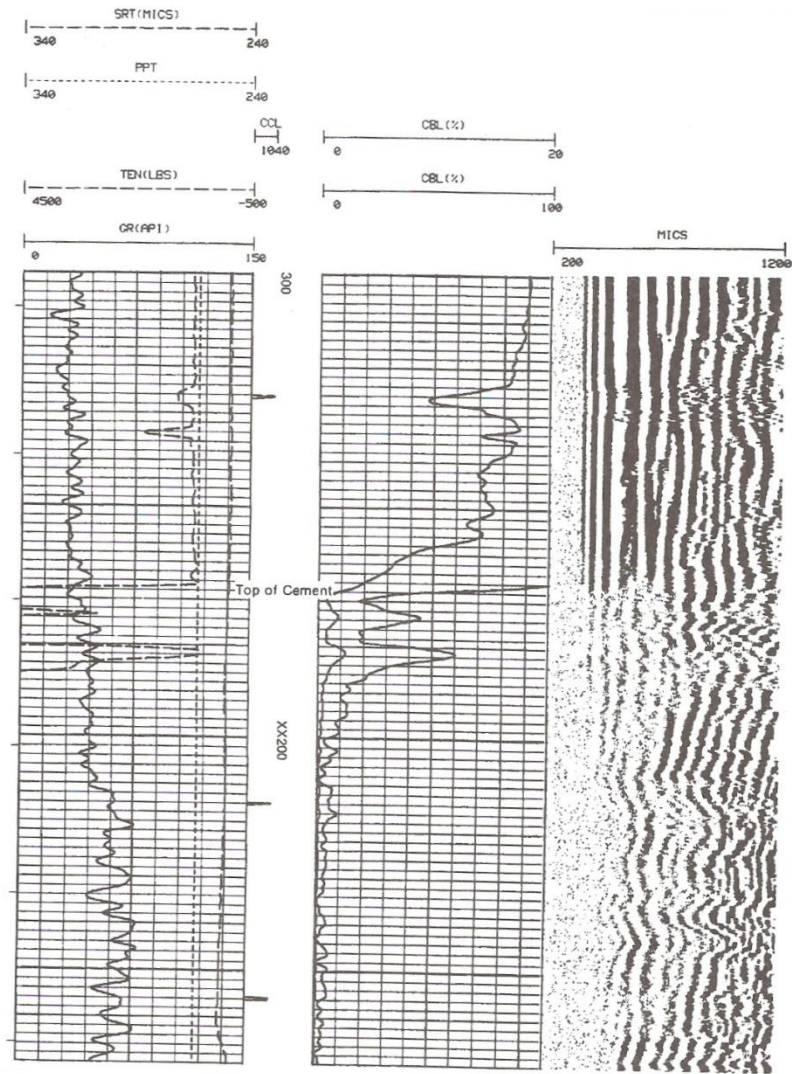 SRT(MICS)
340 240
PPT
340 240
CCL
1040
CBL(%)
0 20
TEN(LBS)
4500 -500
CBL(%)
0 100
GR(API)
0 150
MICS
200 1200
300
Top of Cement
XX200